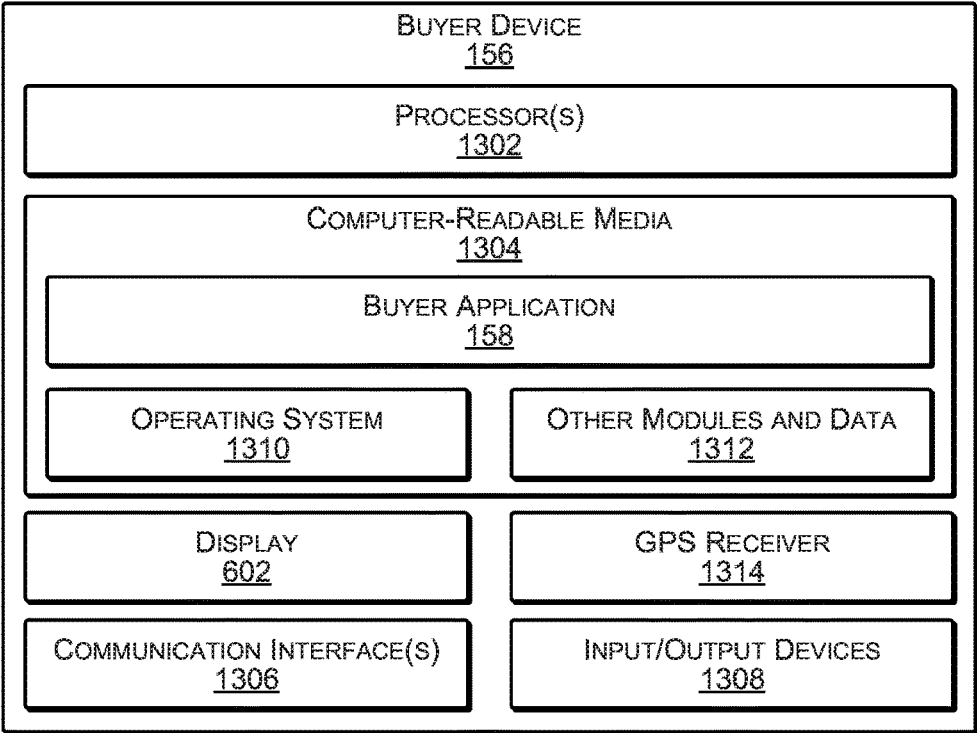 Buyer Device
156
Processor(s)
1302
Computer-Readable Media
1304
Buyer Application
158
Operating System
1310
Other Modules and Data
1312
Display
602
GPS Receiver
1314
Communication Interface(s)
1306
Input/Output Devices
1308